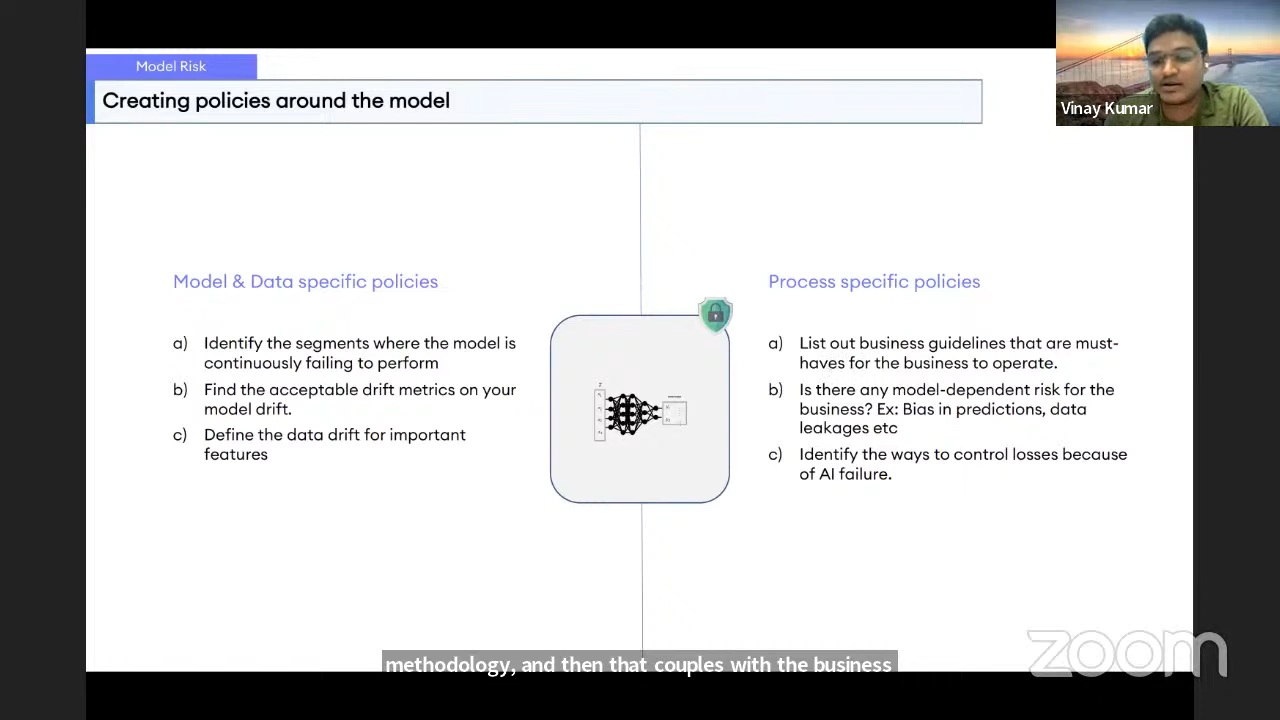 Model Risk
Creating policies around the model
Vinay Kumar
Model & Data specific policies
a) Identify the segments where the model is
continuously failing to perform
b) Find the acceptable drift metrics on your
model drift.
c) Define the data drift for important
features
Process specific policies
a) List out business guidelines that are must-
haves for the business to operate.
b) Is there any model-dependent risk for the
business? Ex: Bias in predictions, data
leakages etc
c) Identify the ways to control losses because
of AI failure.
methodology, and then that couples with the business
zoom